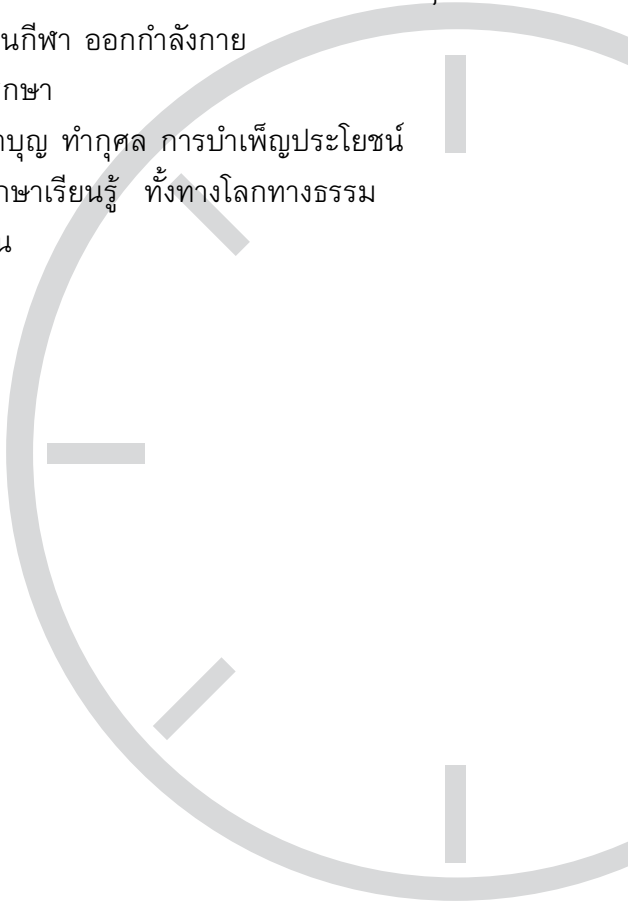 นกีฬา ออกกำลังกาย
กษา
าบุญ ทำกุศล การบำเพ็ญประโยชน์
กษาเรียนรู้ ทั้งทางโลกทางธรรม
น